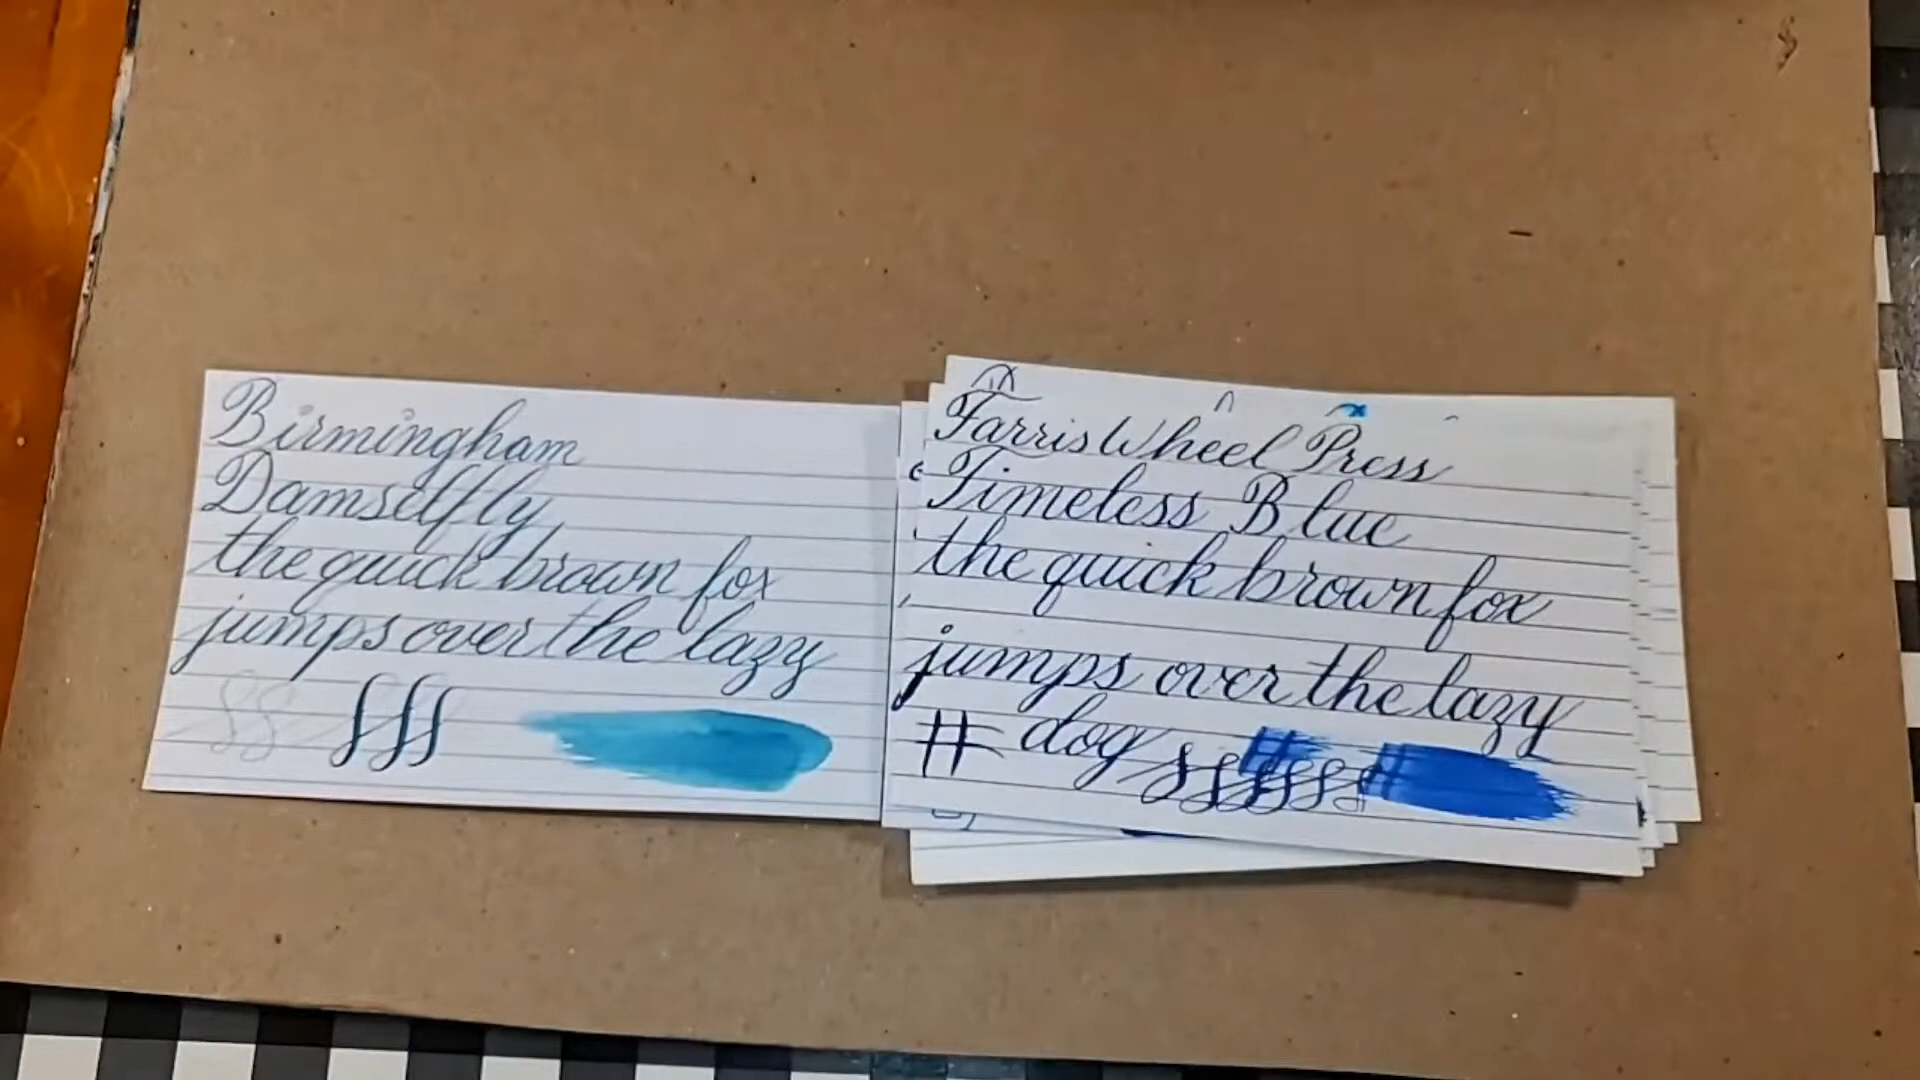 Birmingham
Damselfly
the quick brown fox
jumps over the lazy
Farris Wheel Press
Timeless Blue
the quick brown fox
jumps over the lazy
# dog